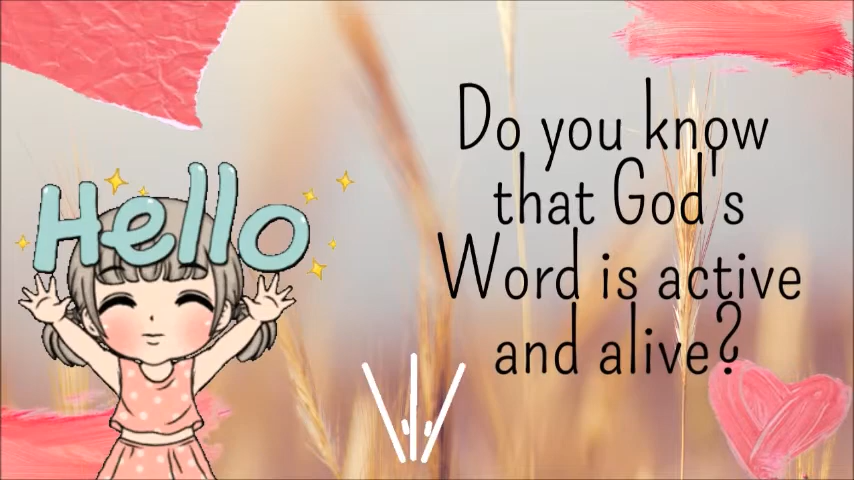 Hello
Do you know
that God's
Word is active
and alive?